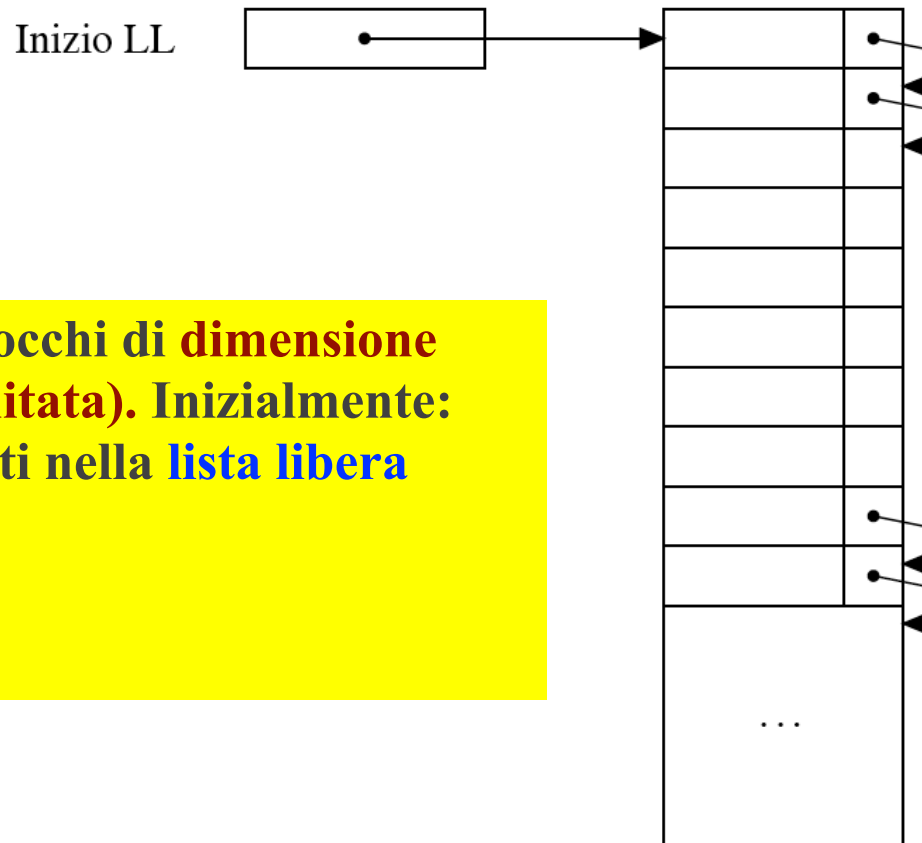 Inizio LL
occhi di dimensione
itata). Inizialmente:
ti nella lista libera
...